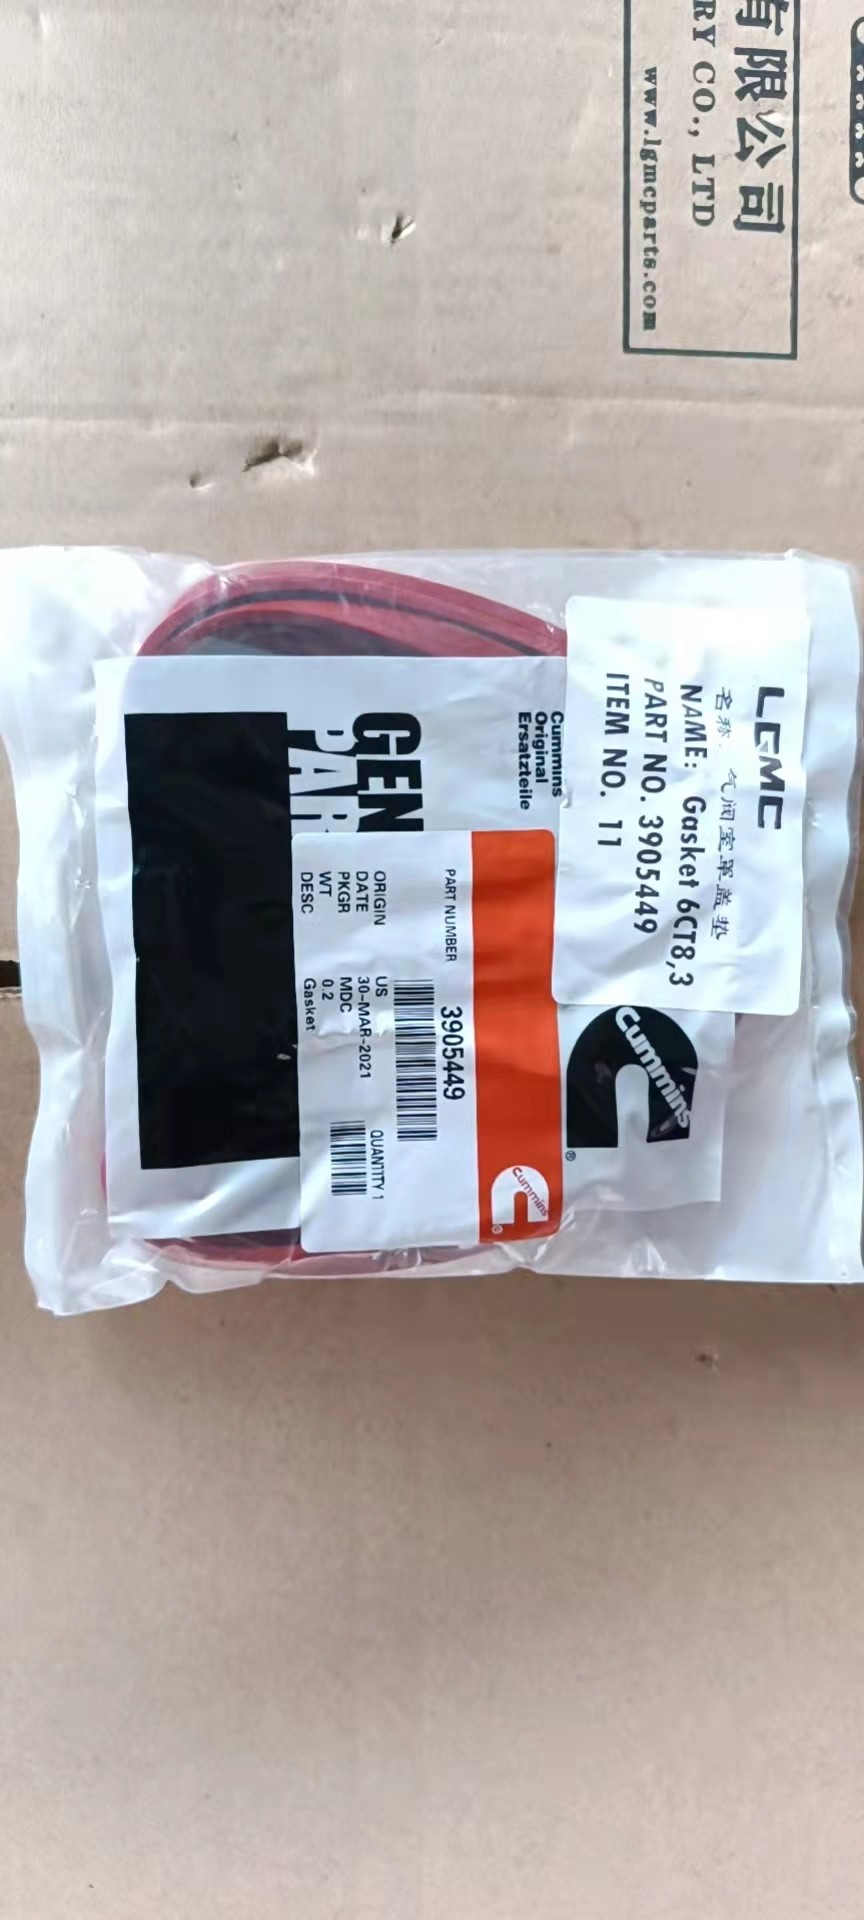 有限公司
RY CO., LTD
www.lgmcparts.com
LGMC
名称: 气阀室罩盖垫
NAME: Gasket 6CT8,3
PART NO. 3905449
ITEM NO. 11
Cummins
Original
Ersatzteile
GEN
PAR
Cummins
®
PART NUMBER 3905449
ORIGIN US
DATE 30-MAR-2021
PKGR MDC
WT 0.2
DESC Gasket
QUANTITY 1
Cummins
®